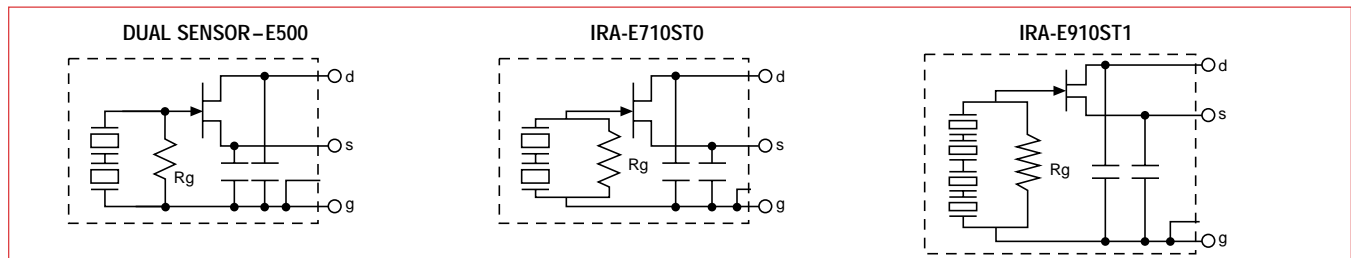 DUAL SENSOR–E500
d
s
Rg
g
IRA-E710ST0
d
s
Rg
g
IRA-E910ST1
d
s
Rg
g